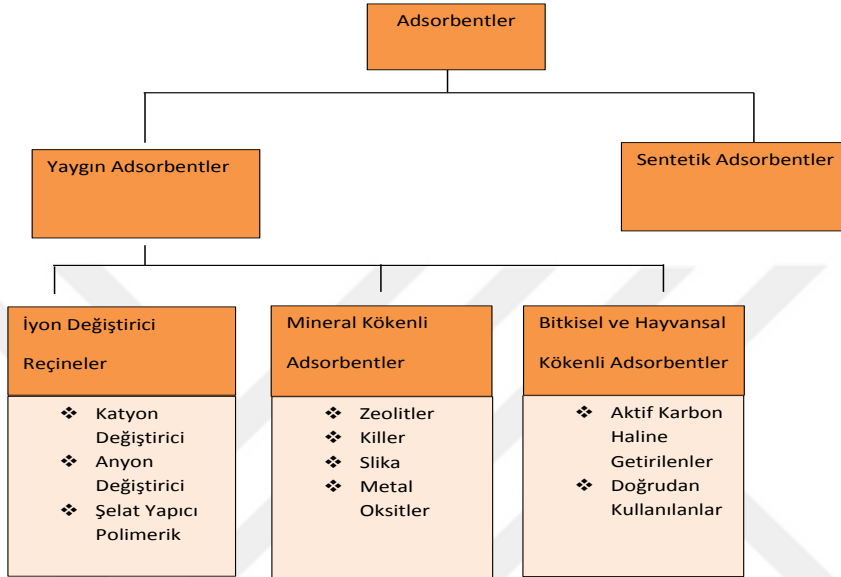 Adsorbentler
Yaygın Adsorbentler
Sentetik Adsorbentler
İyon Değiştirici
Reçineler
❖ Katyon
Değiştirici
❖ Anyon
Değiştirici
❖ Şelat Yapıcı
Polimerik
Mineral Kökenli
Adsorbentler
❖ Zeolitler
❖ Killer
❖ Slika
❖ Metal
Oksitler
Bitkisel ve Hayvansal
Kökenli Adsorbentler
❖ Aktif Karbon
Haline
Getirilenler
❖ Doğrudan
Kullanılanlar